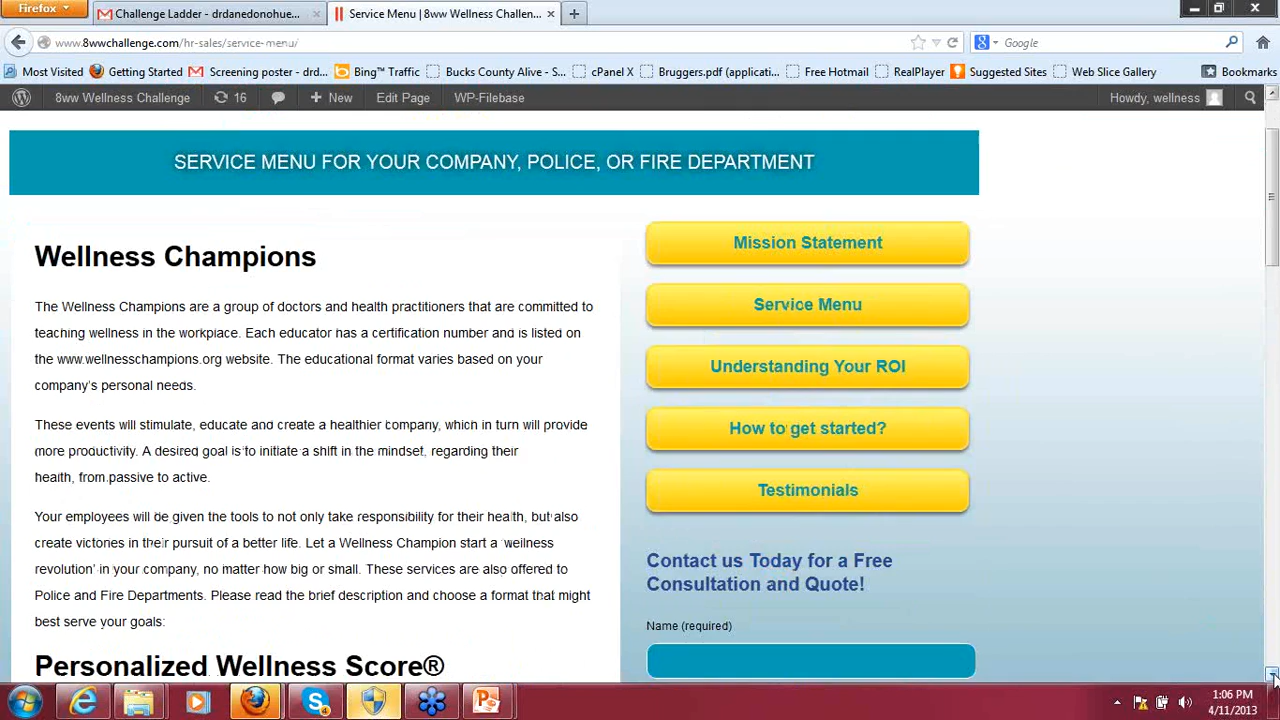 Firefox
Challenge Ladder - drdanedonohue...
Service Menu | 8ww Wellness Challen...
www.8wwchallenge.com/hr-sales/service-menu/
Google
Most Visited Getting Started Screening poster - drd... Bing™ Traffic Bucks County Alive - S... cPanel X Bruggers.pdf (applicati... Free Hotmail RealPlayer Suggested Sites Web Slice Gallery Bookmarks
8ww Wellness Challenge 16 New Edit Page WP-Filebase Howdy, wellness
SERVICE MENU FOR YOUR COMPANY, POLICE, OR FIRE DEPARTMENT
Wellness Champions
The Wellness Champions are a group of doctors and health practitioners that are committed to
teaching wellness in the workplace. Each educator has a certification number and is listed on
the www.wellnesschampions.org website. The educational format varies based on your
company's personal needs.
These events will stimulate, educate and create a healthier company, which in turn will provide
more productivity. A desired goal is to initiate a shift in the mindset, regarding their
health, from passive to active.
Your employees will be given the tools to not only take responsibility for their health, but also
create victories in their pursuit of a better life. Let a Wellness Champion start a 'wellness
revolution' in your company, no matter how big or small. These services are also offered to
Police and Fire Departments. Please read the brief description and choose a format that might
best serve your goals:
Personalized Wellness Score®
Mission Statement
Service Menu
Understanding Your ROI
How to get started?
Testimonials
Contact us Today for a Free
Consultation and Quote!
Name (required)
1:06 PM
4/11/2013